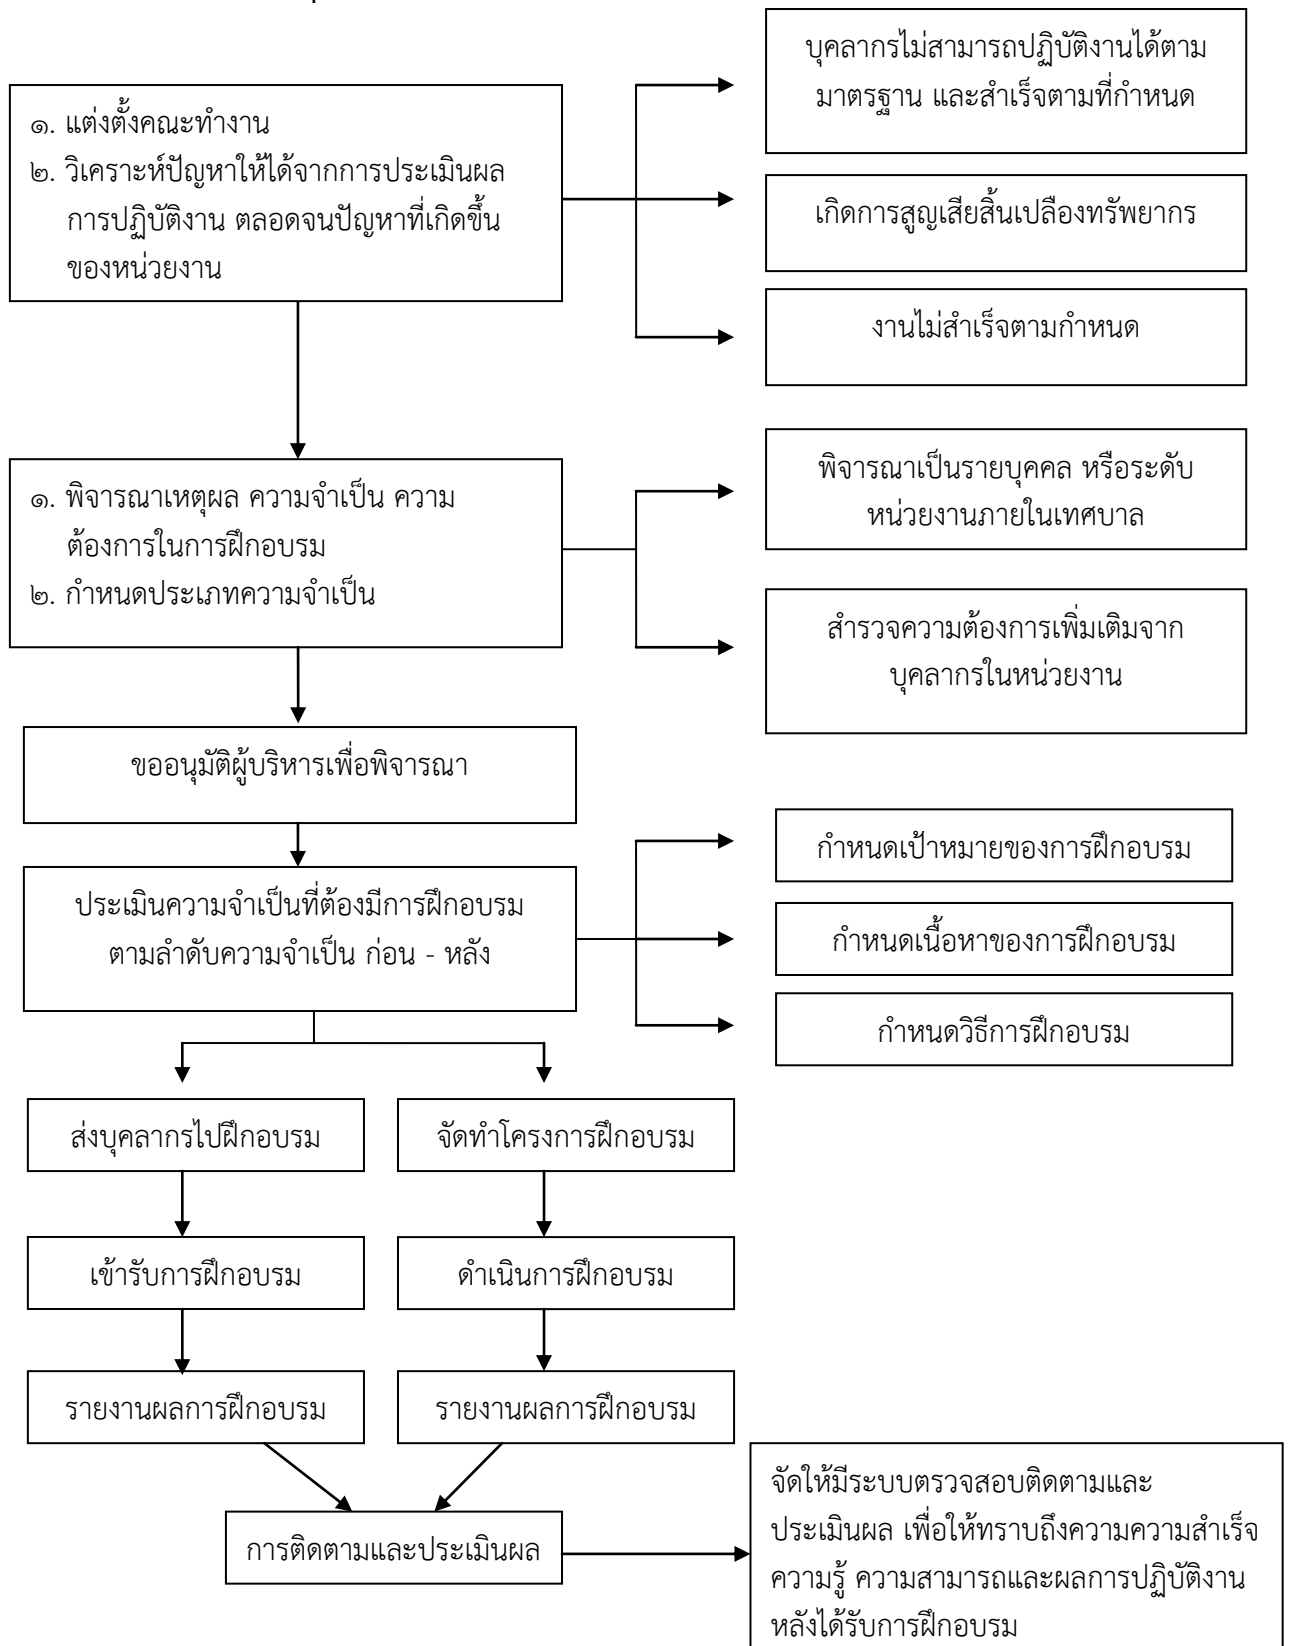 ๑. แต่งตั้งคณะทำงาน
๒. วิเคราะห์ปัญหาให้ได้จากการประเมินผล
การปฏิบัติงาน ตลอดจนปัญหาที่เกิดขึ้น
ของหน่วยงาน
บุคลากรไม่สามารถปฏิบัติงานได้ตาม
มาตรฐาน และสำเร็จตามที่กำหนด
เกิดการสูญเสียสิ้นเปลืองทรัพยากร
งานไม่สำเร็จตามกำหนด
๑. พิจารณาเหตุผล ความจำเป็น ความ
ต้องการในการฝึกอบรม
๒. กำหนดประเภทความจำเป็น
พิจารณาเป็นรายบุคคล หรือระดับ
หน่วยงานภายในเทศบาล
สำรวจความต้องการเพิ่มเติมจาก
บุคลากรในหน่วยงาน
ขออนุมัติผู้บริหารเพื่อพิจารณา
ประเมินความจำเป็นที่ต้องมีการฝึกอบรม
ตามลำดับความจำเป็น ก่อน - หลัง
กำหนดเป้าหมายของการฝึกอบรม
กำหนดเนื้อหาของการฝึกอบรม
กำหนดวิธีการฝึกอบรม
ส่งบุคลากรไปฝึกอบรม
จัดทำโครงการฝึกอบรม
เข้ารับการฝึกอบรม
ดำเนินการฝึกอบรม
รายงานผลการฝึกอบรม
รายงานผลการฝึกอบรม
การติดตามและประเมินผล
จัดให้มีระบบตรวจสอบติดตามและ
ประเมินผล เพื่อให้ทราบถึงความความสำเร็จ
ความรู้ ความสามารถและผลการปฏิบัติงาน
หลังได้รับการฝึกอบรม